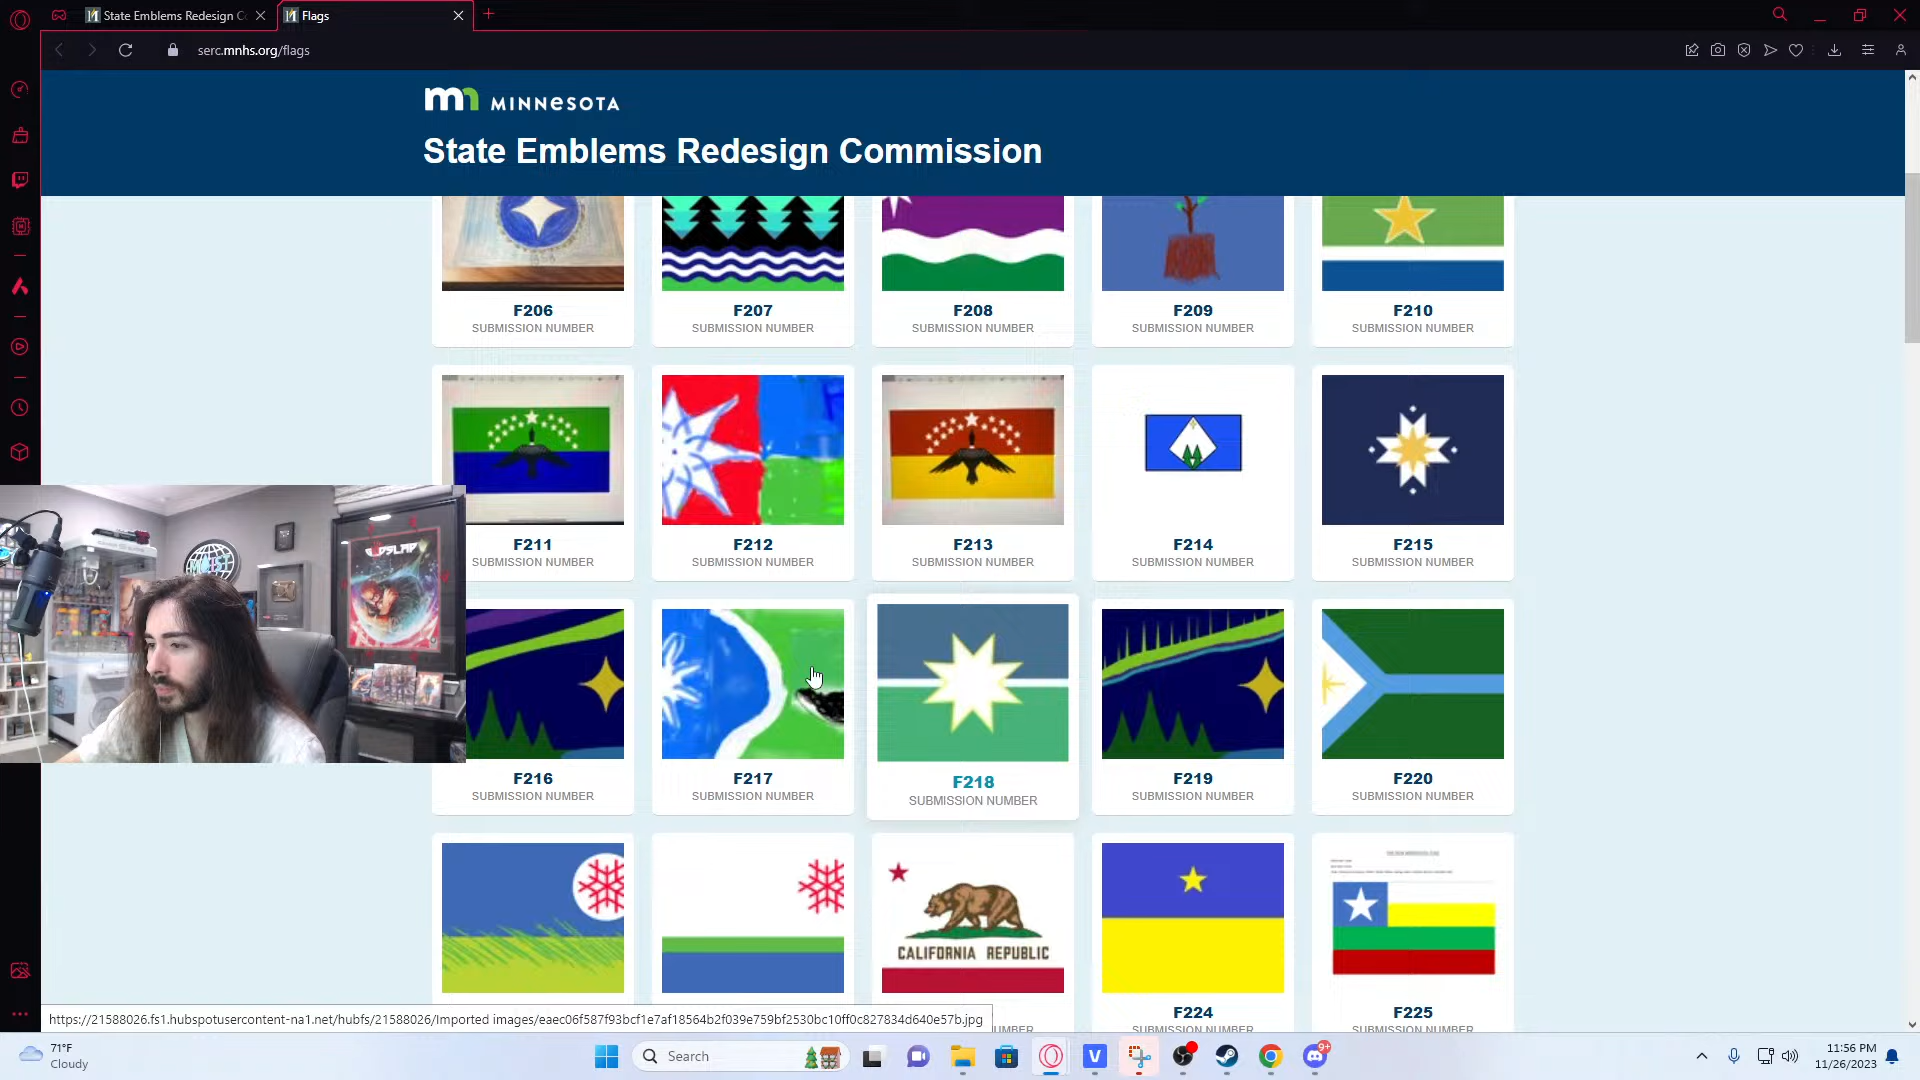 State Emblems Redesign C
Flags
serc.mnhs.org/flags
mn MINNESOTA
State Emblems Redesign Commission
F206
SUBMISSION NUMBER
F207
SUBMISSION NUMBER
F208
SUBMISSION NUMBER
F209
SUBMISSION NUMBER
F210
SUBMISSION NUMBER
F211
SUBMISSION NUMBER
F212
SUBMISSION NUMBER
F213
SUBMISSION NUMBER
F214
SUBMISSION NUMBER
F215
SUBMISSION NUMBER
F216
SUBMISSION NUMBER
F217
SUBMISSION NUMBER
F218
SUBMISSION NUMBER
F219
SUBMISSION NUMBER
F220
SUBMISSION NUMBER
CALIFORNIA REPUBLIC
F224
SUBMISSION NUMBER
F225
SUBMISSION NUMBER
https://21588026.fs1.hubspotusercontent-na1.net/hubfs/21588026/Imported images/eaec06f587f93bcf1e7af18564b2f039e759bf2530bc10ff0c827834d640e57b.jpg
71°F
Cloudy
Search
9+
11:56 PM
11/26/2023